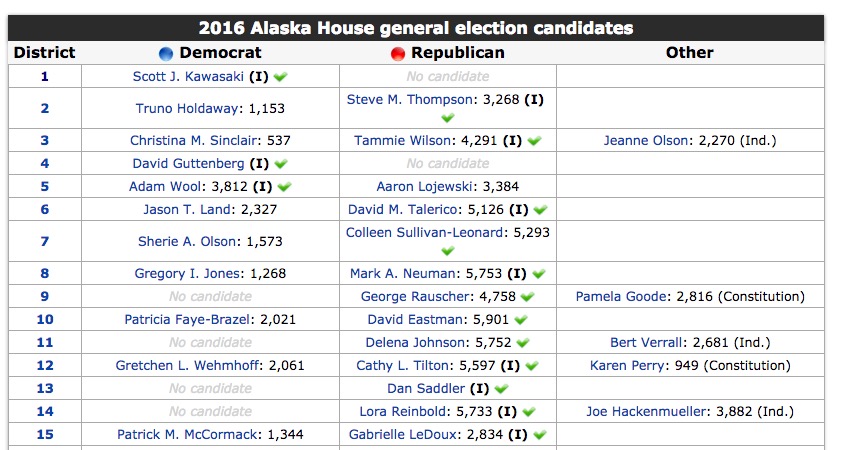 2016 Alaska House general election candidates
District Democrat Republican Other
1 Scott J. Kawasaki (I) No candidate
2 Truno Holdaway: 1,153 Steve M. Thompson: 3,268 (I)
3 Christina M. Sinclair: 537 Tammie Wilson: 4,291 (I) Jeanne Olson: 2,270 (Ind.)
4 David Guttenberg (I) No candidate
5 Adam Wool: 3,812 (I) Aaron Lojewski: 3,384
6 Jason T. Land: 2,327 David M. Talerico: 5,126 (I)
7 Sherie A. Olson: 1,573 Colleen Sullivan-Leonard: 5,293
8 Gregory I. Jones: 1,268 Mark A. Neuman: 5,753 (I)
9 No candidate George Rauscher: 4,758 Pamela Goode: 2,816 (Constitution)
10 Patricia Faye-Brazel: 2,021 David Eastman: 5,901
11 No candidate Delena Johnson: 5,752 Bert Verrall: 2,681 (Ind.)
12 Gretchen L. Wehmhoff: 2,061 Cathy L. Tilton: 5,597 (I) Karen Perry: 949 (Constitution)
13 No candidate Dan Saddler (I)
14 No candidate Lora Reinbold: 5,733 (I) Joe Hackenmueller: 3,882 (Ind.)
15 Patrick M. McCormack: 1,344 Gabrielle LeDoux: 2,834 (I)